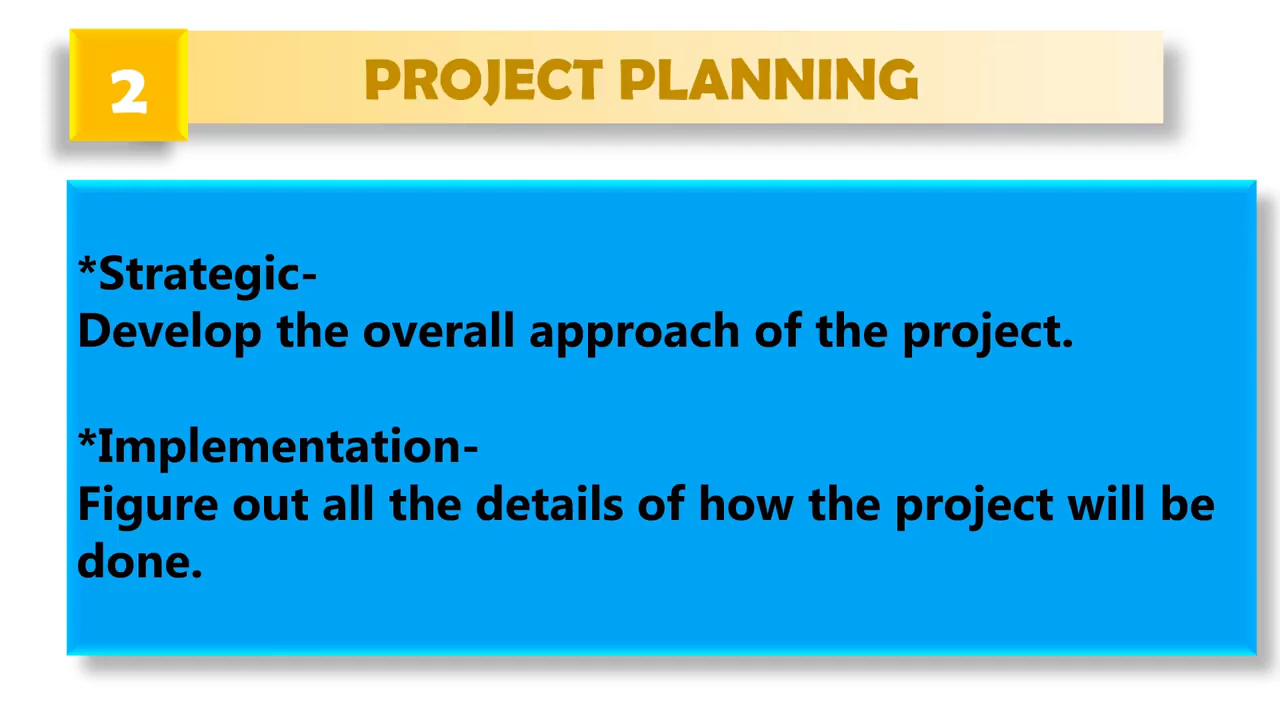 2
PROJECT PLANNING
*Strategic-
Develop the overall approach of the project.
*Implementation-
Figure out all the details of how the project will be
done.